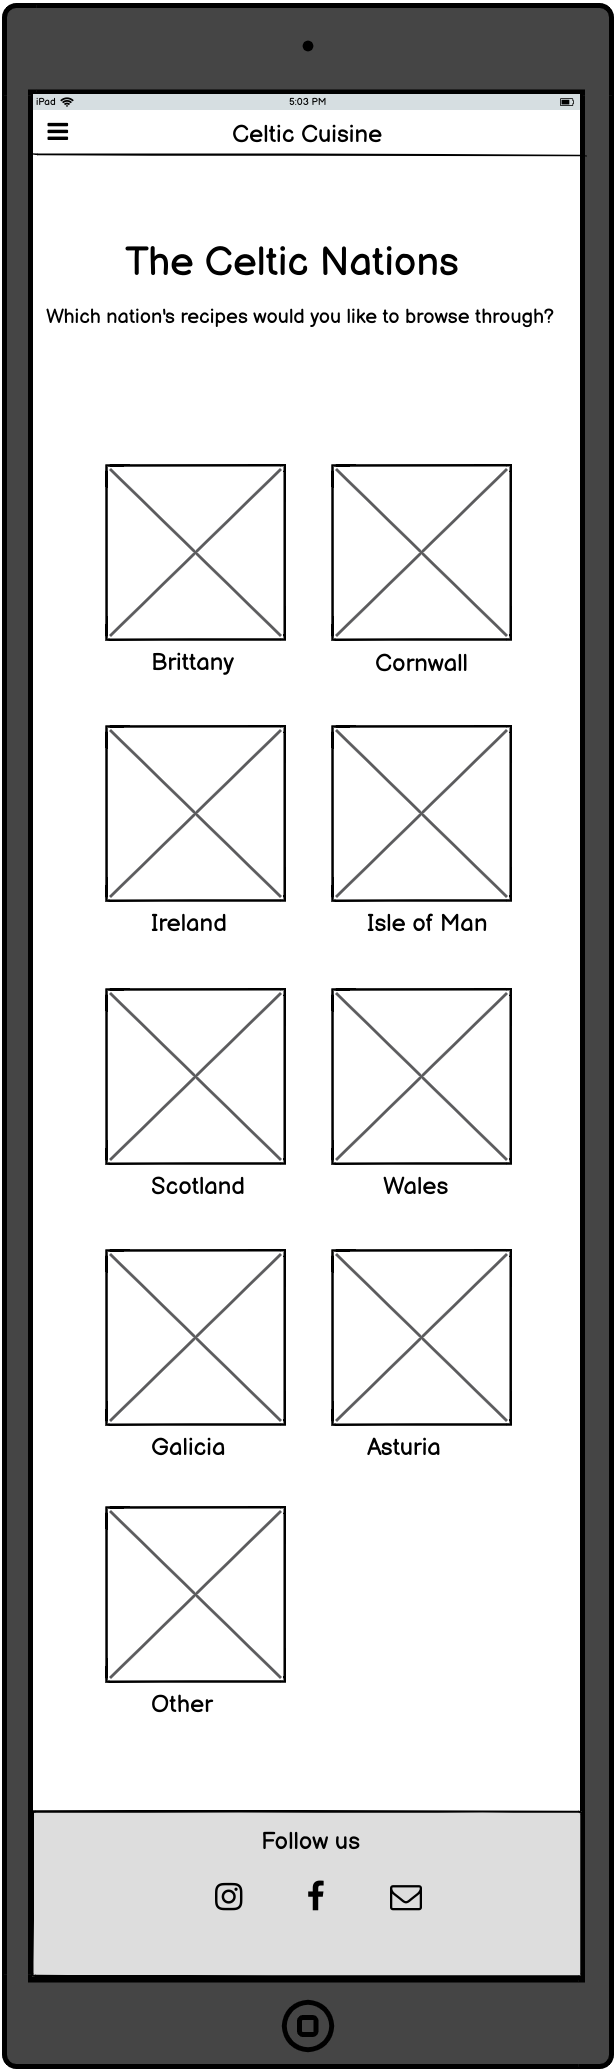 iPad
5:03 PM
Celtic Cuisine
The Celtic Nations
Which nation's recipes would you like to browse through?
Brittany
Cornwall
Ireland
Isle of Man
Scotland
Wales
Galicia
Asturia
Other
Follow us